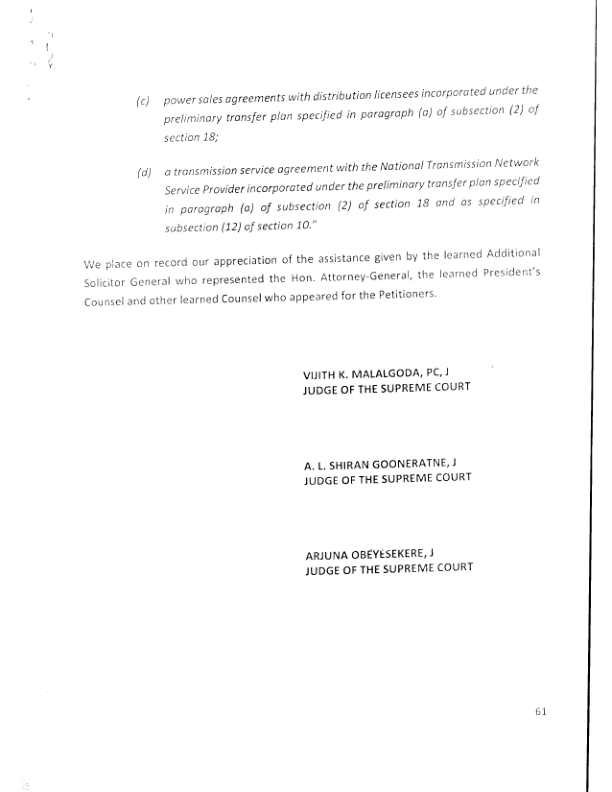 (c) power sales agreements with distribution licensees incorporated under the
preliminary transfer plan specified in paragraph (a) of subsection (2) of
section 18;
(d) a transmission service agreement with the National Transmission Network
Service Provider incorporated under the preliminary transfer plan specified
in paragraph (a) of subsection (2) of section 18 and as specified in
subsection (12) of section 10."
We place on record our appreciation of the assistance given by the learned Additional
Solicitor General who represented the Hon. Attorney-General, the learned President's
Counsel and other learned Counsel who appeared for the Petitioners.
VIJITH K. MALALGODA, PC, J
JUDGE OF THE SUPREME COURT
A. L. SHIRAN GOONERATNE, J
JUDGE OF THE SUPREME COURT
ARJUNA OBEYESEKERE, J
JUDGE OF THE SUPREME COURT
61